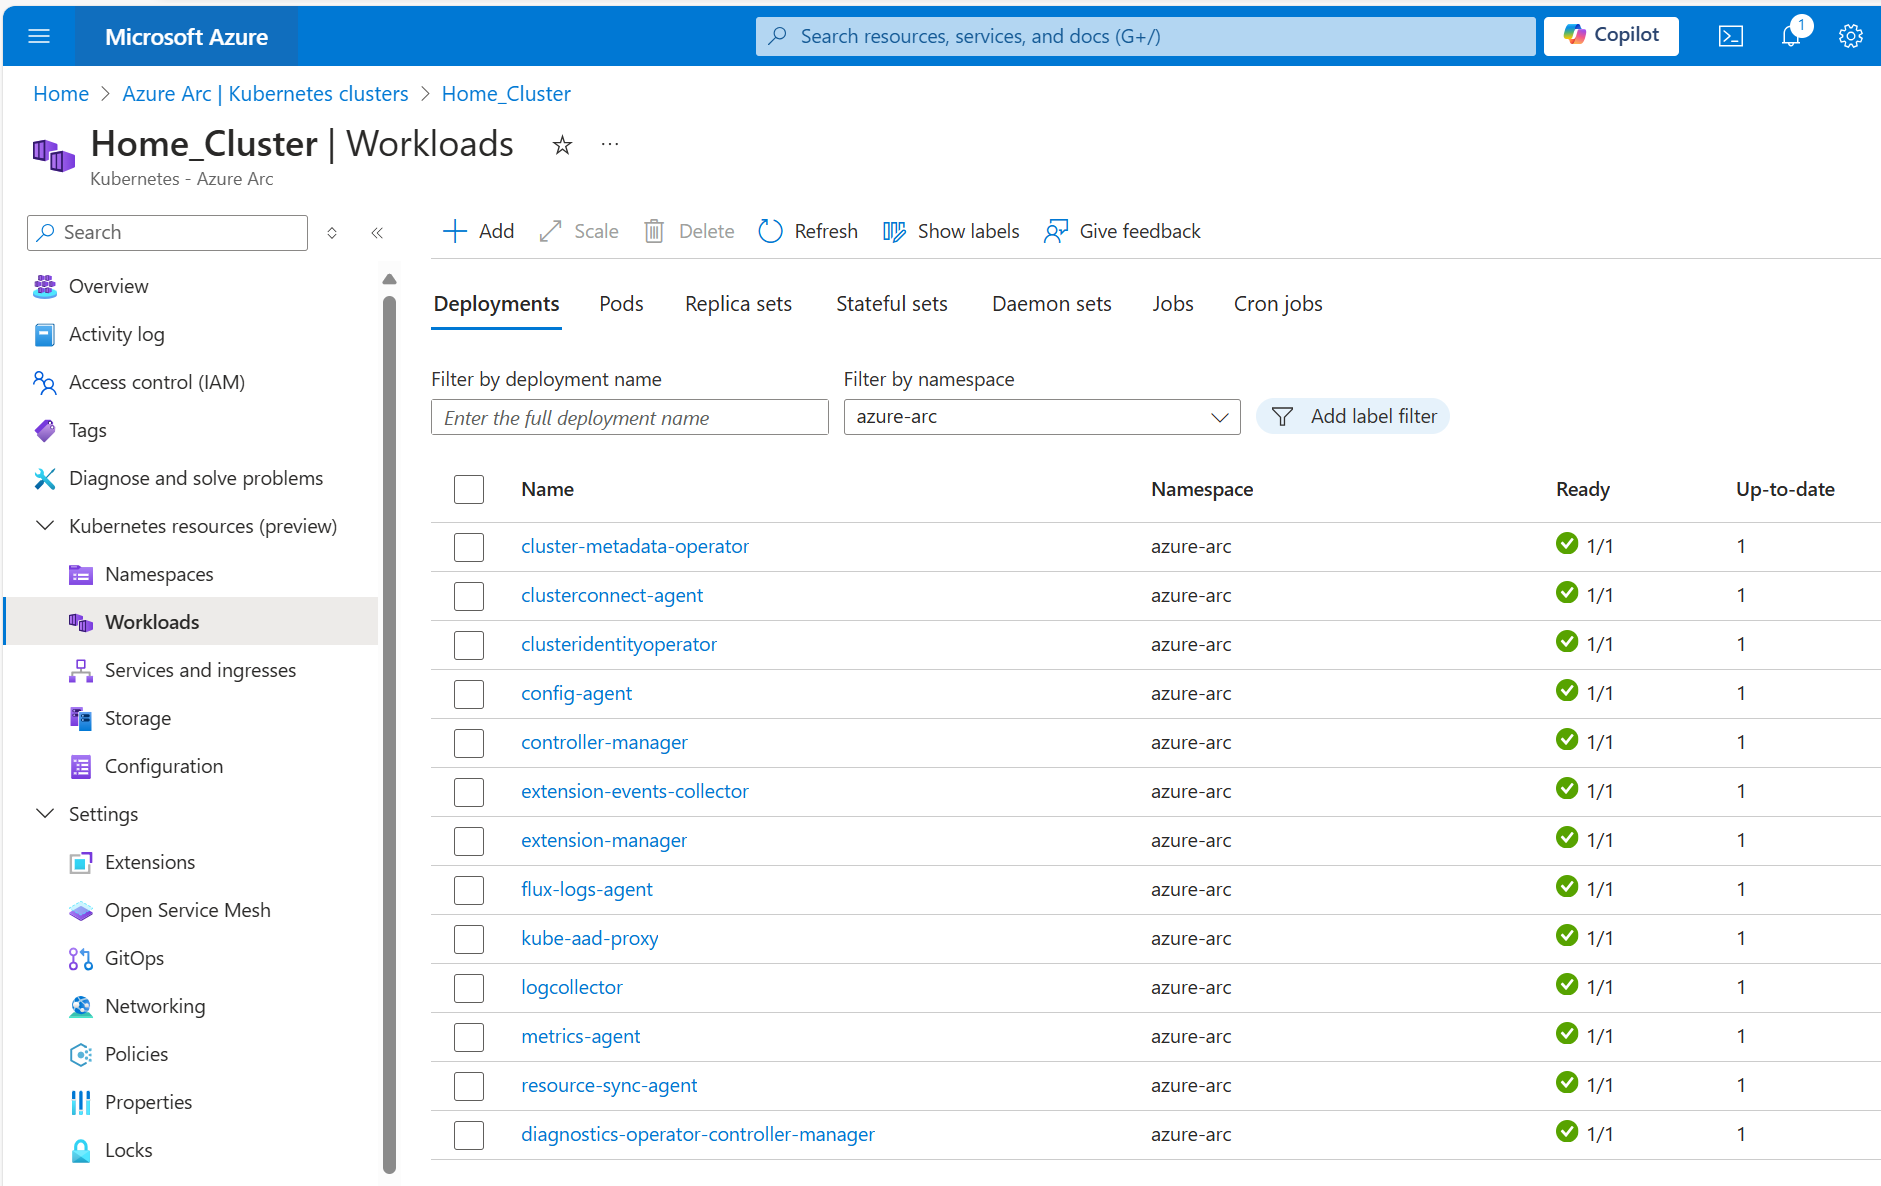 Microsoft Azure
Search resources, services, and docs (G+/)
Copilot
1
Home > Azure Arc | Kubernetes clusters > Home_Cluster
Home_Cluster | Workloads
Kubernetes - Azure Arc
Search
Overview
Activity log
Access control (IAM)
Tags
Diagnose and solve problems
Kubernetes resources (preview)
Namespaces
Workloads
Services and ingresses
Storage
Configuration
Settings
Extensions
Open Service Mesh
GitOps
Networking
Policies
Properties
Locks
Add Scale Delete Refresh Show labels Give feedback
Deployments Pods Replica sets Stateful sets Daemon sets Jobs Cron jobs
Filter by deployment name Filter by namespace
Enter the full deployment name azure-arc Add label filter
Name Namespace Ready Up-to-date
cluster-metadata-operator azure-arc 1/1 1
clusterconnect-agent azure-arc 1/1 1
clusteridentityoperator azure-arc 1/1 1
config-agent azure-arc 1/1 1
controller-manager azure-arc 1/1 1
extension-events-collector azure-arc 1/1 1
extension-manager azure-arc 1/1 1
flux-logs-agent azure-arc 1/1 1
kube-aad-proxy azure-arc 1/1 1
logcollector azure-arc 1/1 1
metrics-agent azure-arc 1/1 1
resource-sync-agent azure-arc 1/1 1
diagnostics-operator-controller-manager azure-arc 1/1 1